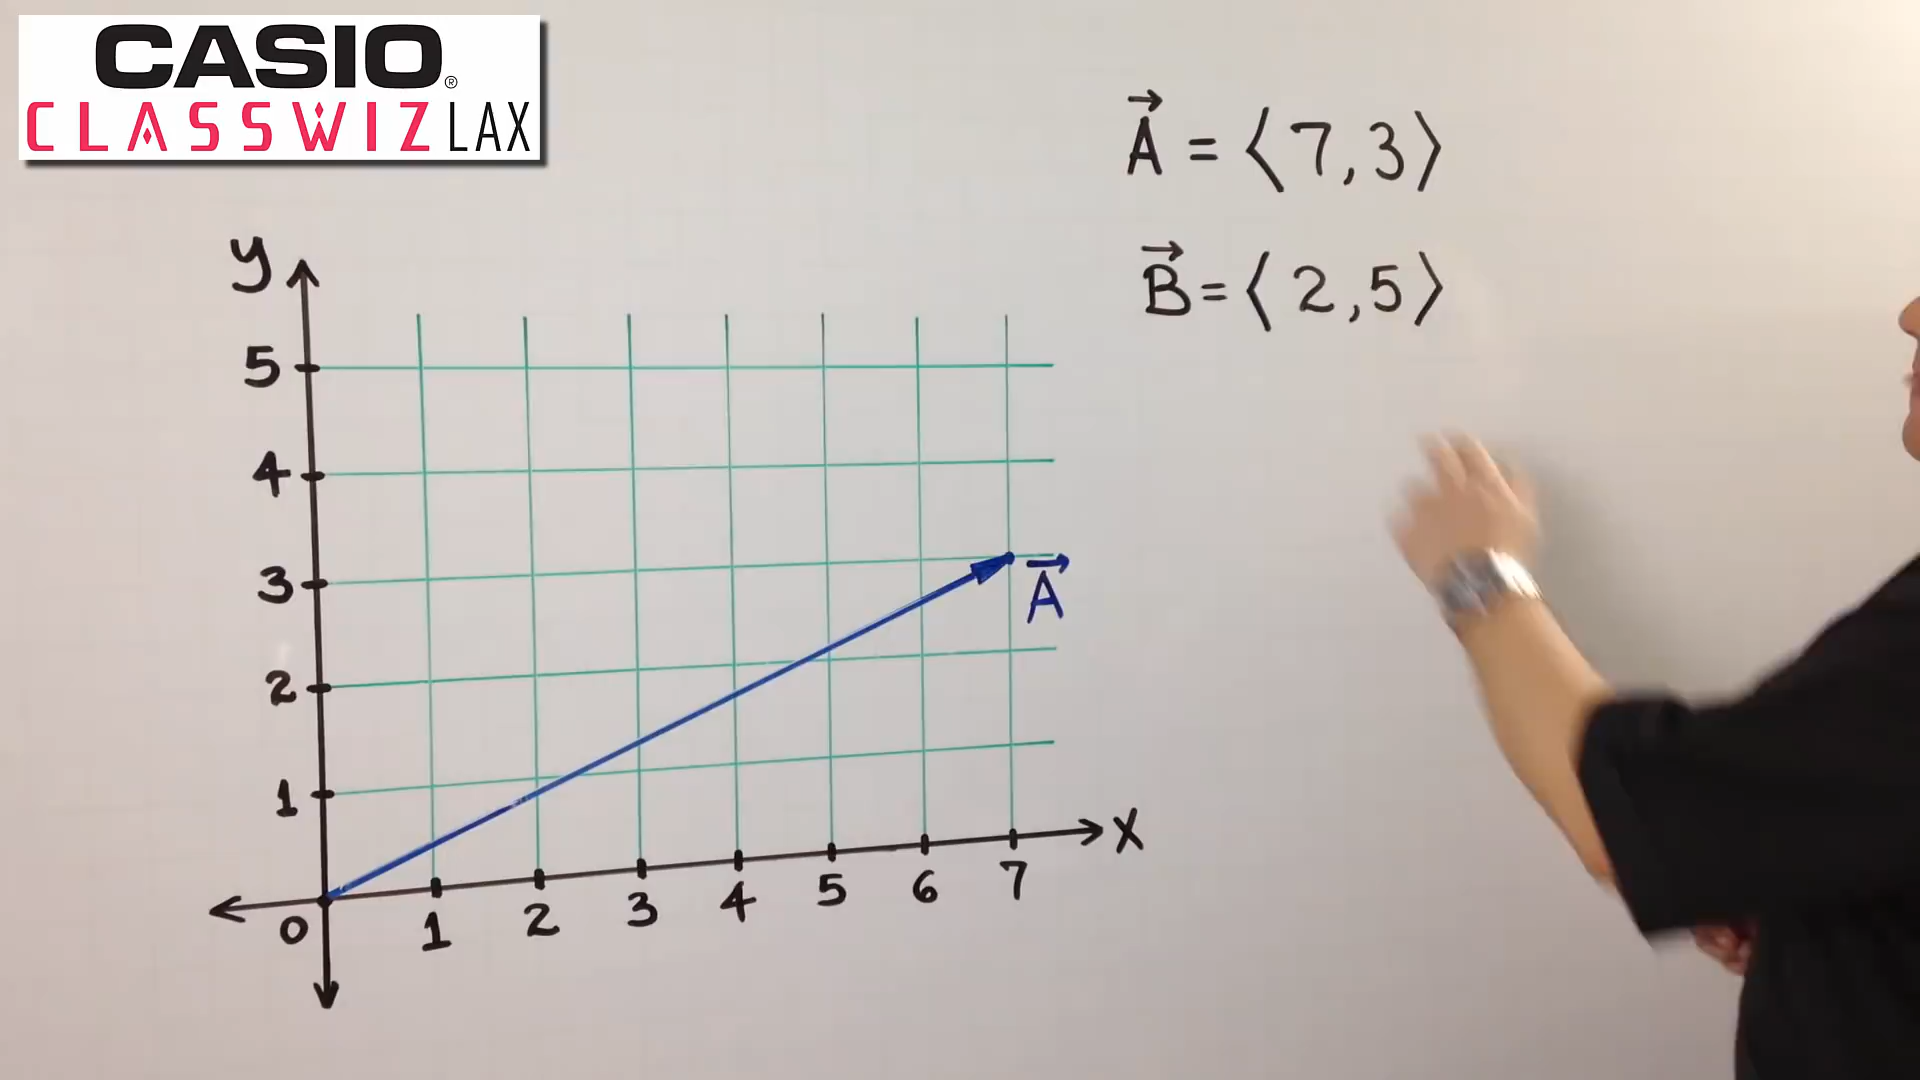 CASIO®
CLASSWIZ LAX
A = ⟨7,3⟩
B = ⟨2,5⟩
y
5
4
3
2
1
0
1 2 3 4 5 6 7
X
A